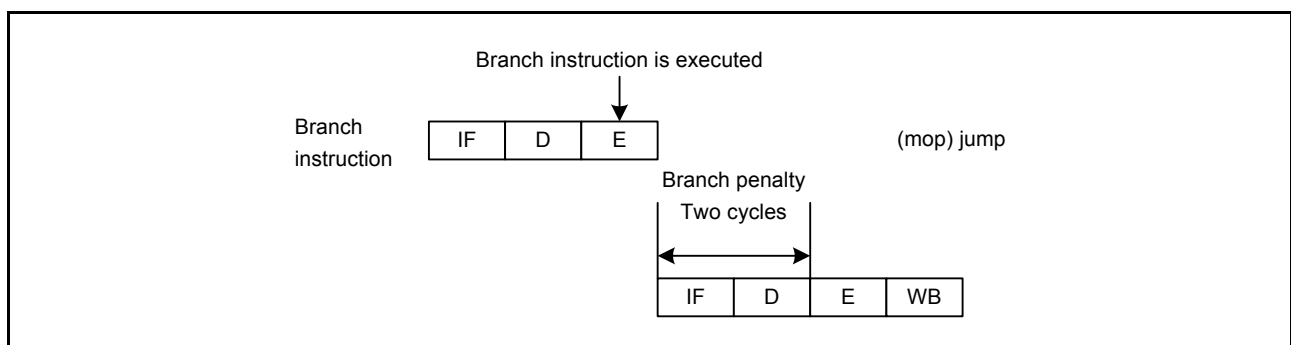 Branch instruction is executed
Branch
instruction
IF D E
(mop) jump
Branch penalty
Two cycles
IF D E WB